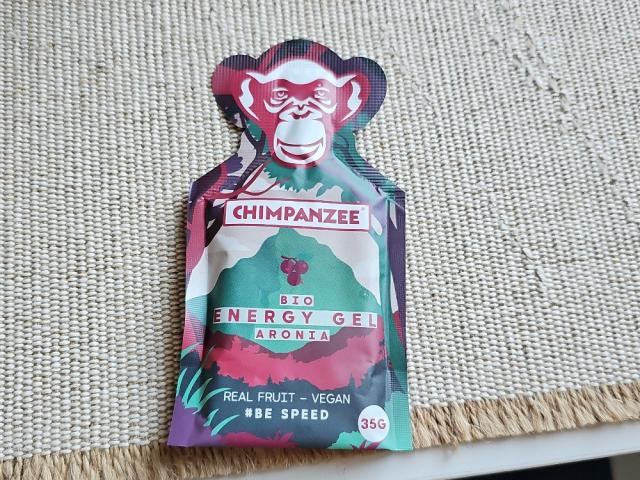 CHIMPANZEE
BIO
ENERGY GEL
ARONIA
REAL FRUIT – VEGAN
#BE SPEED
35G